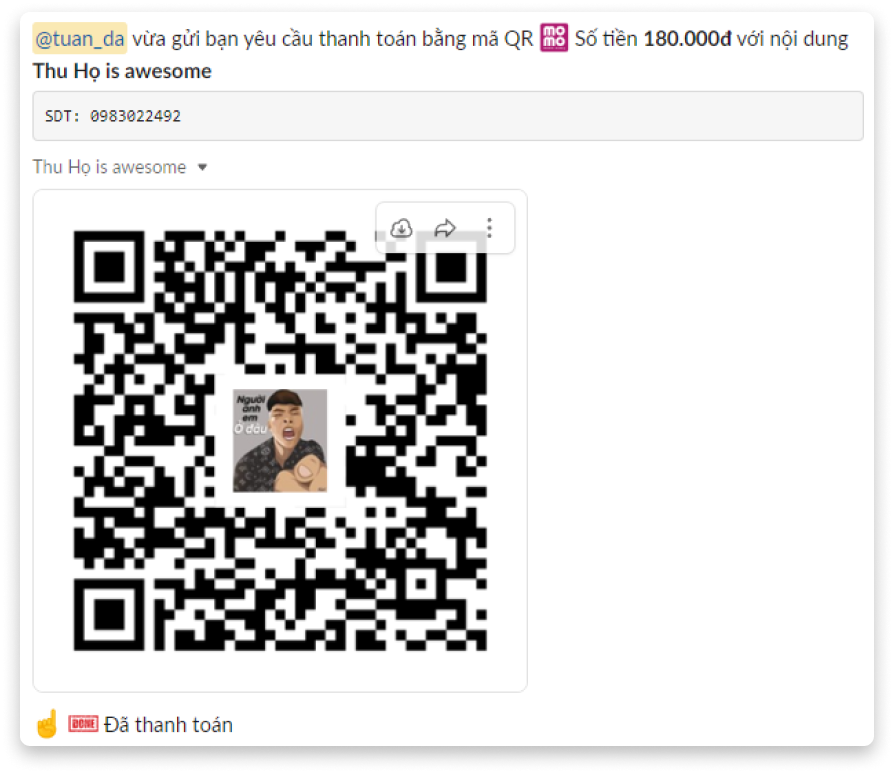 @tuan_da vừa gửi bạn yêu cầu thanh toán bằng mã QR mo mo Số tiền 180.000đ với nội dung
Thu Họ is awesome
SDT: 0983022492
Thu Họ is awesome
Người
anh
em
Ở đâu
DONE Đã thanh toán